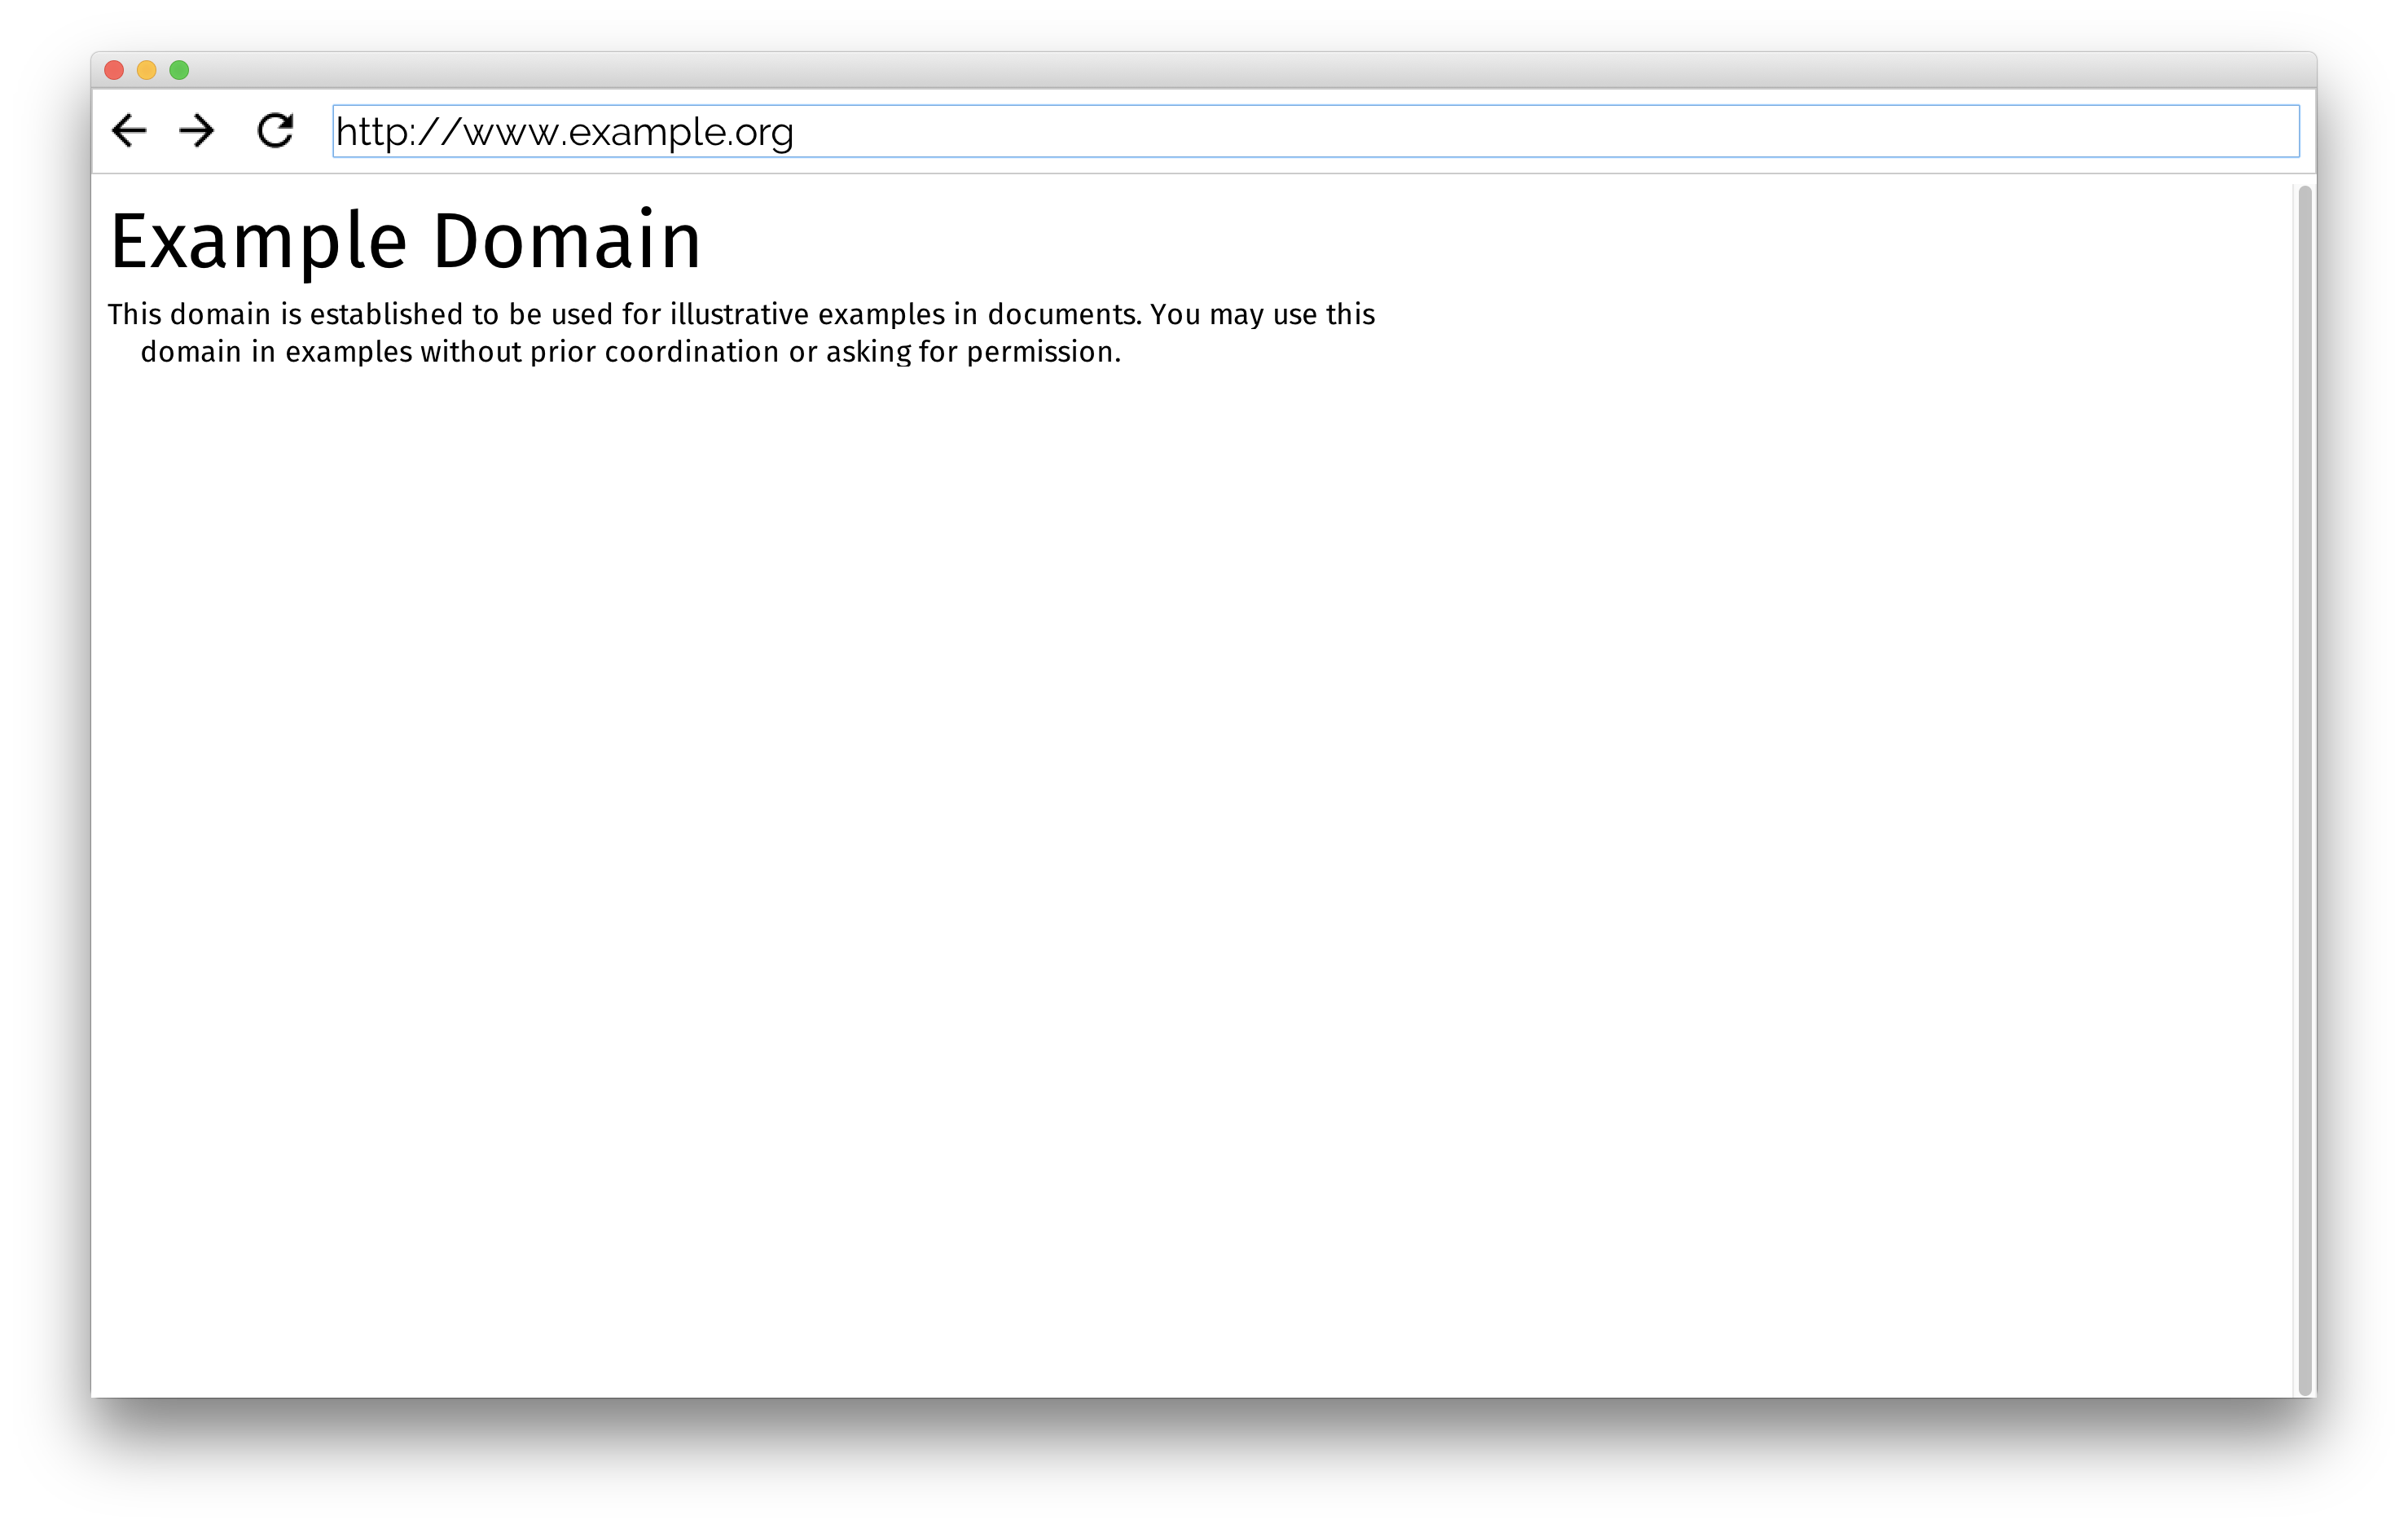 http://www.example.org
Example Domain
This domain is established to be used for illustrative examples in documents. You may use this
domain in examples without prior coordination or asking for permission.